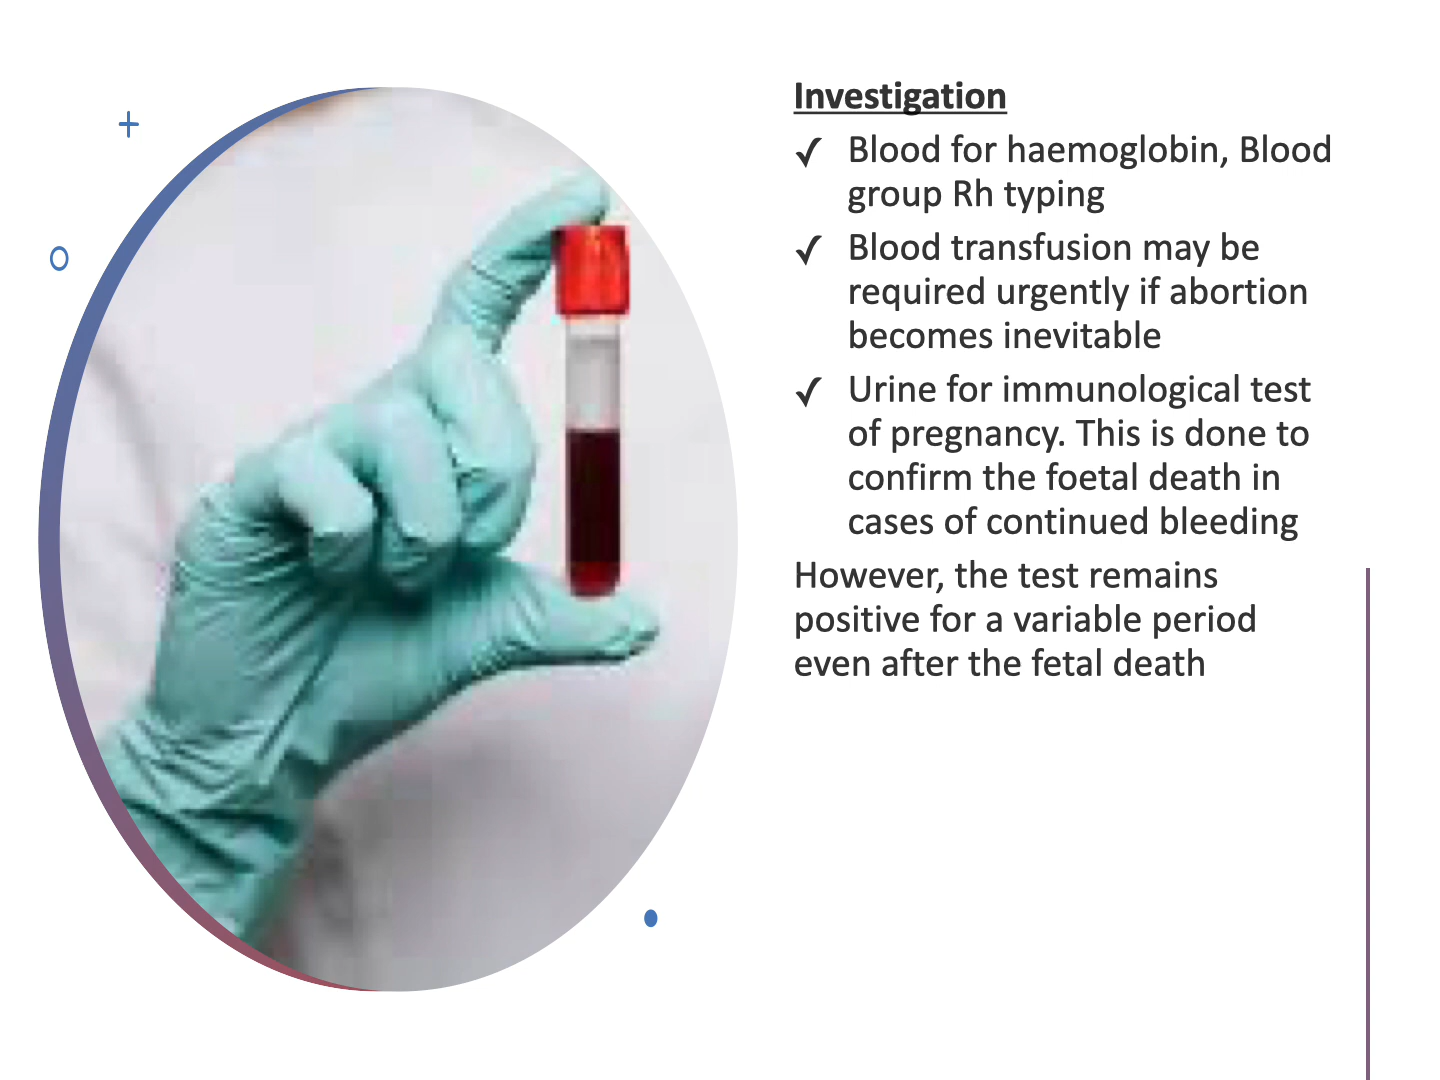 Investigation
✓ Blood for haemoglobin, Blood
group Rh typing
✓ Blood transfusion may be
required urgently if abortion
becomes inevitable
✓ Urine for immunological test
of pregnancy. This is done to
confirm the foetal death in
cases of continued bleeding
However, the test remains
positive for a variable period
even after the fetal death